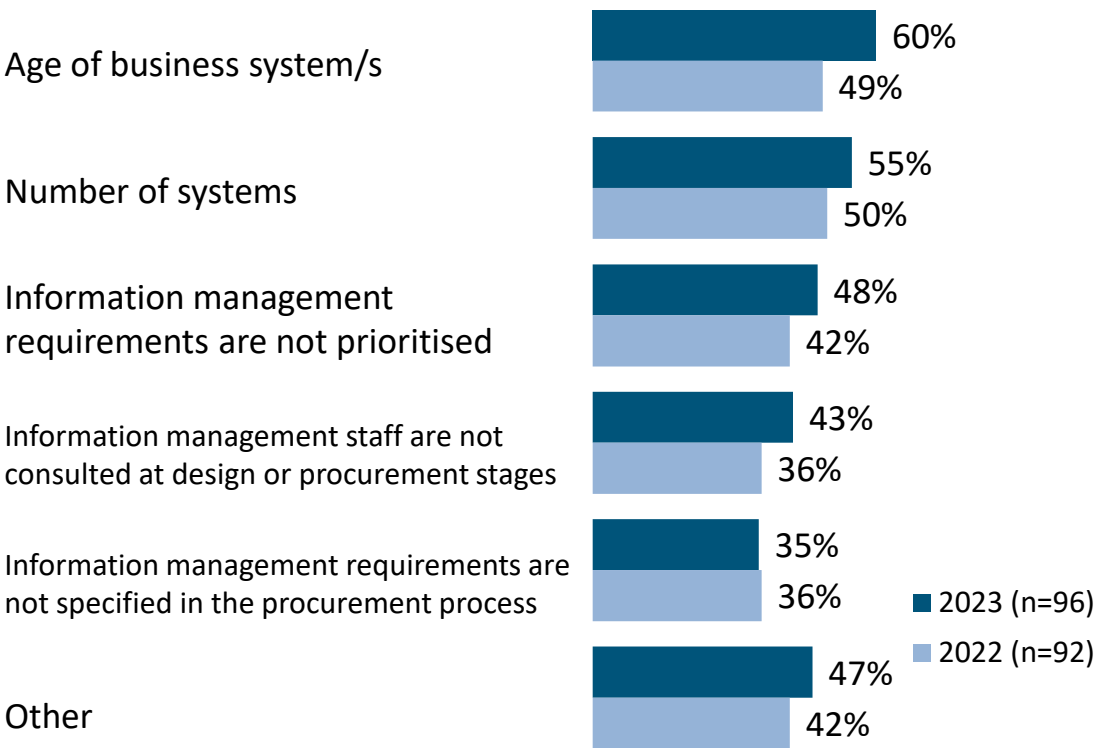 Age of business system/s
60%
49%
Number of systems
55%
50%
Information management
requirements are not prioritised
48%
42%
Information management staff are not
consulted at design or procurement stages
43%
36%
Information management requirements are
not specified in the procurement process
35%
36%
2023 (n=96)
2022 (n=92)
Other
47%
42%